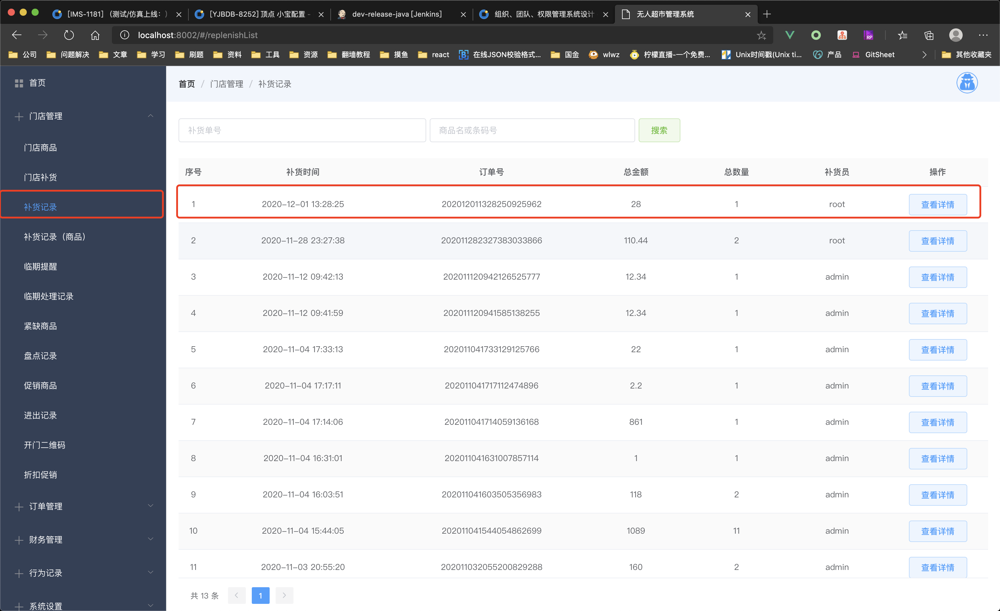 [IMS-1181] （测试/仿真上线：）
[YJBDB-8252] 顶点 小宝配置 -
dev-release-java [Jenkins]
组织、团队、权限管理系统设计
无人超市管理系统
localhost:8002/#/replenishList
公司 问题解决 文章 学习 刷题 资料 工具 资源 翻墙教程 摸鱼 react 在线JSON校验格式... 国金 wlwz 柠檬直播-一个免费... Unix时间戳(Unix ti... 产品 GitSheet 其他收藏夹
首页
门店管理
门店商品
门店补货
补货记录
补货记录（商品）
临期提醒
临期处理记录
紧缺商品
盘点记录
促销商品
进出记录
开门二维码
折扣促销
订单管理
财务管理
行为记录
系统设置
首页 / 门店管理 / 补货记录
补货单号 商品名或条码号 搜索
序号 补货时间 订单号 总金额 总数量 补货员 操作
1 2020-12-01 13:28:25 202012011328250925962 28 1 root 查看详情
2 2020-11-28 23:27:38 202011282327383033866 110.44 2 root 查看详情
3 2020-11-12 09:42:13 202011120942126525777 12.34 1 admin 查看详情
4 2020-11-12 09:41:59 202011120941585138255 12.34 1 admin 查看详情
5 2020-11-04 17:33:13 202011041733129125766 22 1 admin 查看详情
6 2020-11-04 17:17:11 202011041717112474896 2.2 1 admin 查看详情
7 2020-11-04 17:14:06 202011041714059136168 861 1 admin 查看详情
8 2020-11-04 16:31:01 202011041631007857114 1 1 admin 查看详情
9 2020-11-04 16:03:51 202011041603505356983 118 2 admin 查看详情
10 2020-11-04 15:44:05 202011041544054862699 1089 11 admin 查看详情
11 2020-11-03 20:55:20 202011032055200829288 160 2 admin 查看详情
共 13 条 1